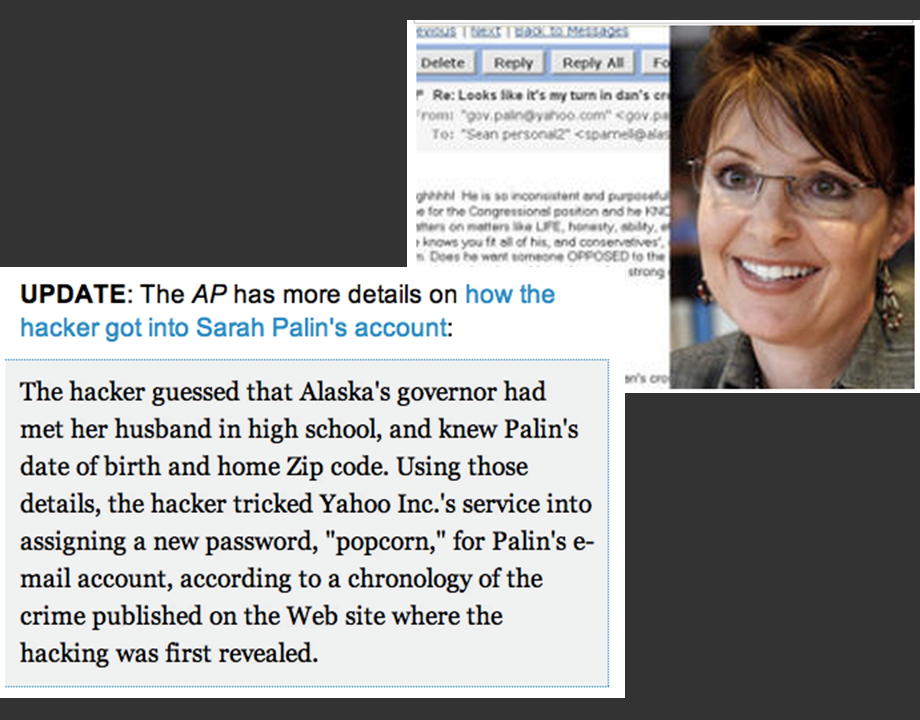 evious | Next | Back to Messages
Delete Reply Reply All Fo
Re: Looks like it's my turn in dan's cro
From: "gov.palin@yahoo.com" <gov.pa
To: "Sean personal2" <sparnell@alas
ghhhh! He is so inconsistent and purposeful
e for the Congressional position and he KNO
atters on matters like LIFE, honesty, ability, et
knows you fit all of his, and conservatives',
n. Does he want someone OPPOSED to the
strong
en's cro
UPDATE: The AP has more details on how the
hacker got into Sarah Palin's account:
The hacker guessed that Alaska's governor had
met her husband in high school, and knew Palin's
date of birth and home Zip code. Using those
details, the hacker tricked Yahoo Inc.'s service into
assigning a new password, "popcorn," for Palin's e-
mail account, according to a chronology of the
crime published on the Web site where the
hacking was first revealed.